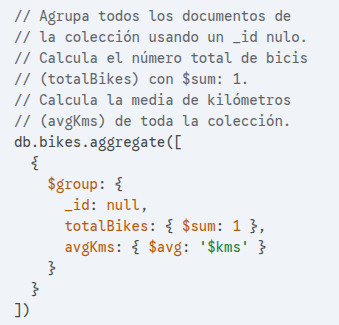 // Agrupa todos los documentos de
// la colección usando un _id nulo.
// Calcula el número total de bicis
// (totalBikes) con $sum: 1.
// Calcula la media de kilómetros
// (avgKms) de toda la colección.
db.bikes.aggregate([
  {
    $group: {
      _id: null,
      totalBikes: { $sum: 1 },
      avgKms: { $avg: '$kms' }
    }
  }
])